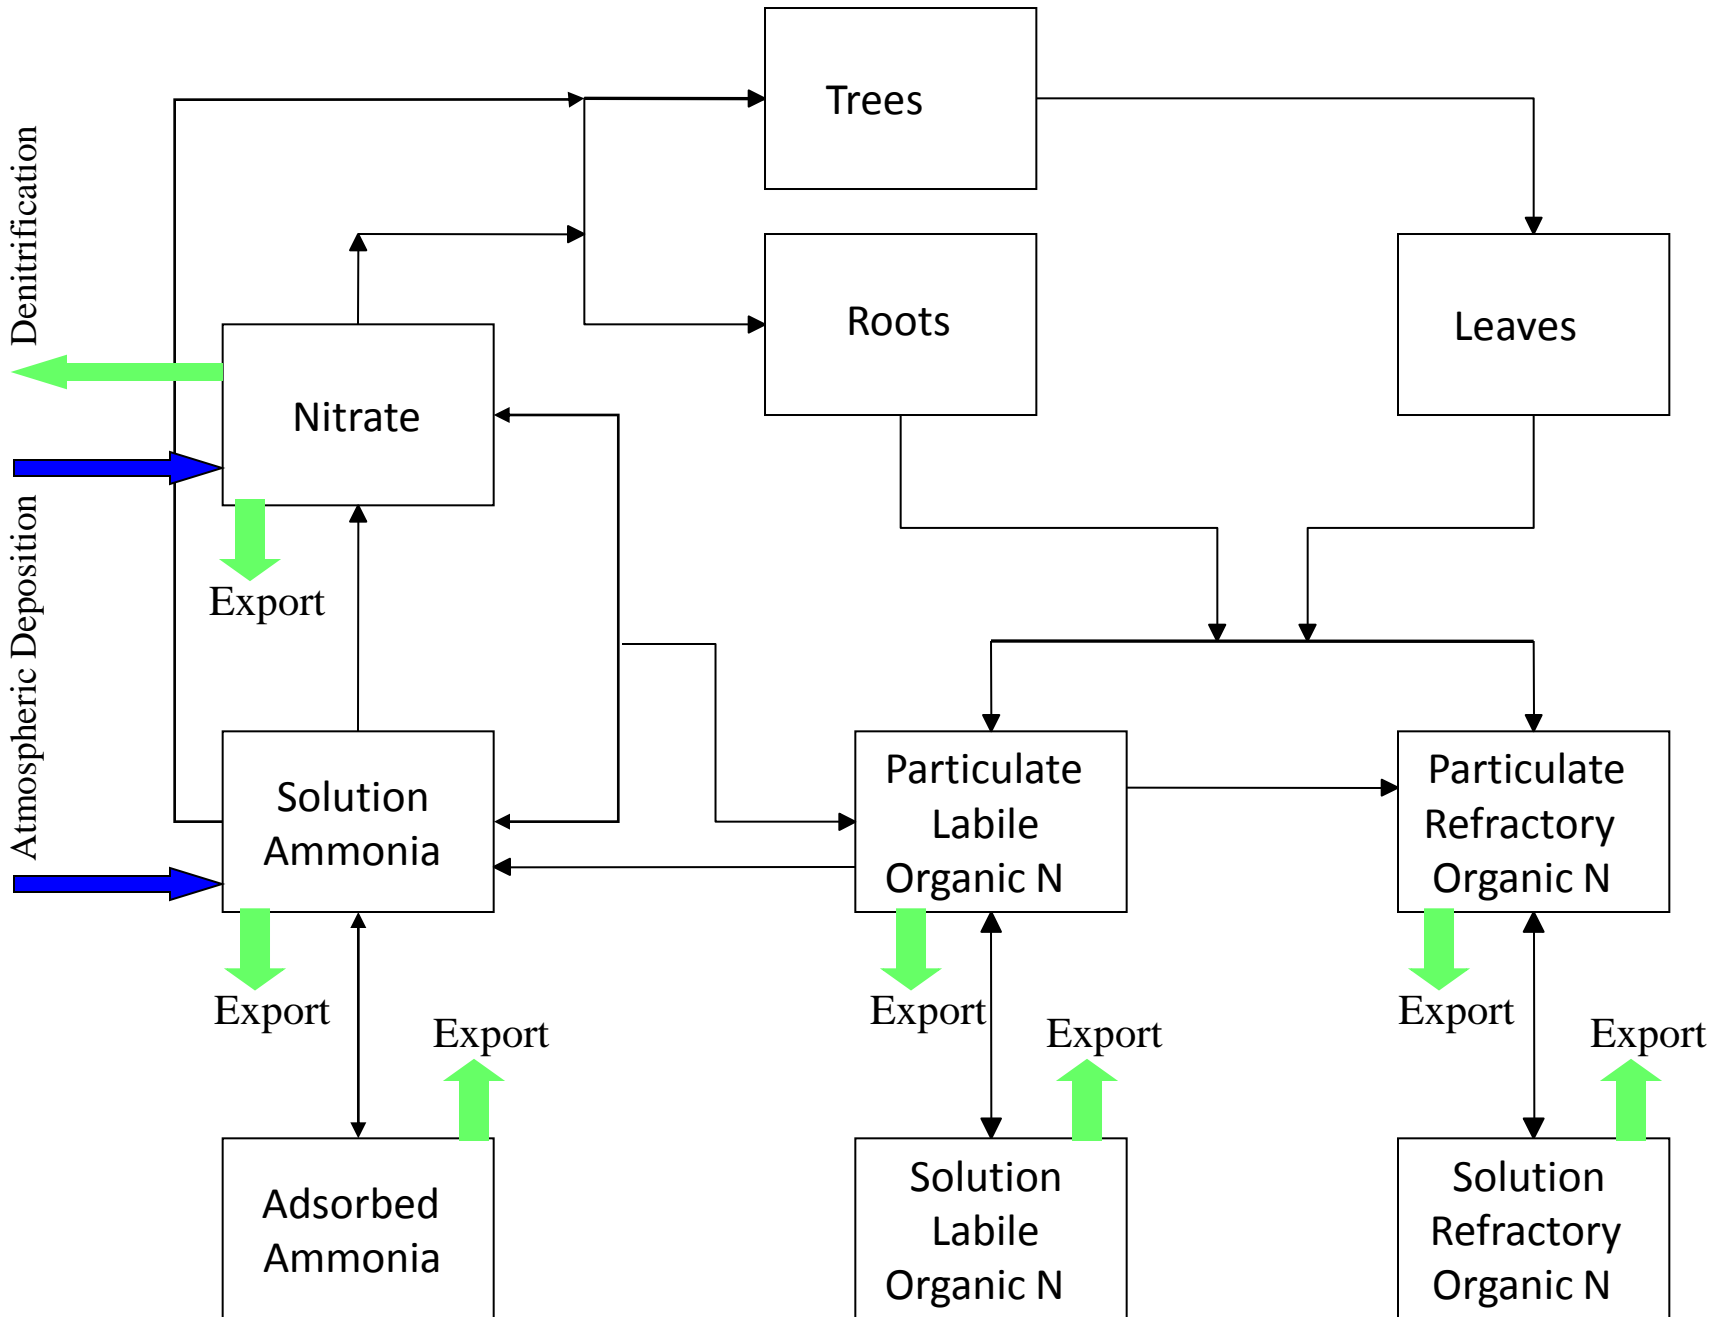 Trees
Denitrification
Roots
Leaves
Nitrate
Atmospheric Deposition
Export
Solution
Ammonia
Particulate
Labile
Organic N
Particulate
Refractory
Organic N
Export
Export
Export
Export
Export
Export
Adsorbed
Ammonia
Solution
Labile
Organic N
Solution
Refractory
Organic N